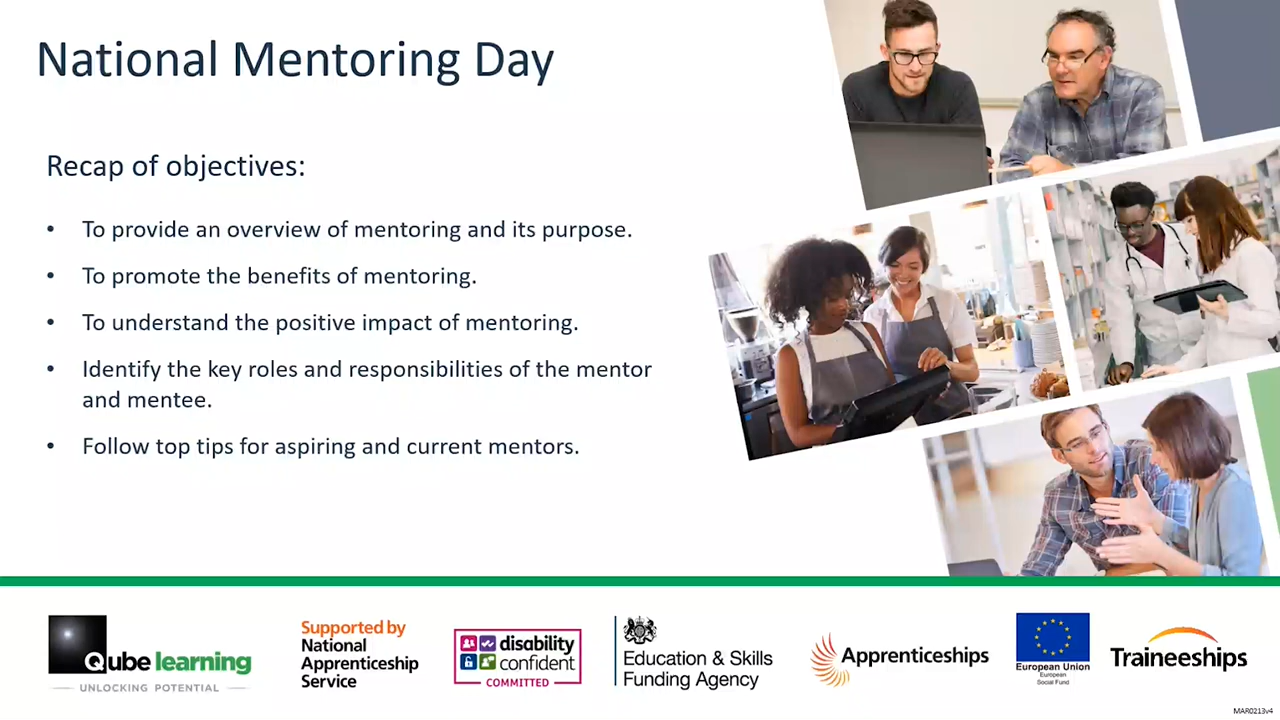 National Mentoring Day
Recap of objectives:
• To provide an overview of mentoring and its purpose.
• To promote the benefits of mentoring.
• To understand the positive impact of mentoring.
• Identify the key roles and responsibilities of the mentor
and mentee.
• Follow top tips for aspiring and current mentors.
Qube learning
UNLOCKING POTENTIAL
Supported by
National
Apprenticeship
Service
disability
confident
COMMITTED
Education & Skills
Funding Agency
Apprenticeships
European Union
European
Social Fund
Traineeships
MAR0213v4